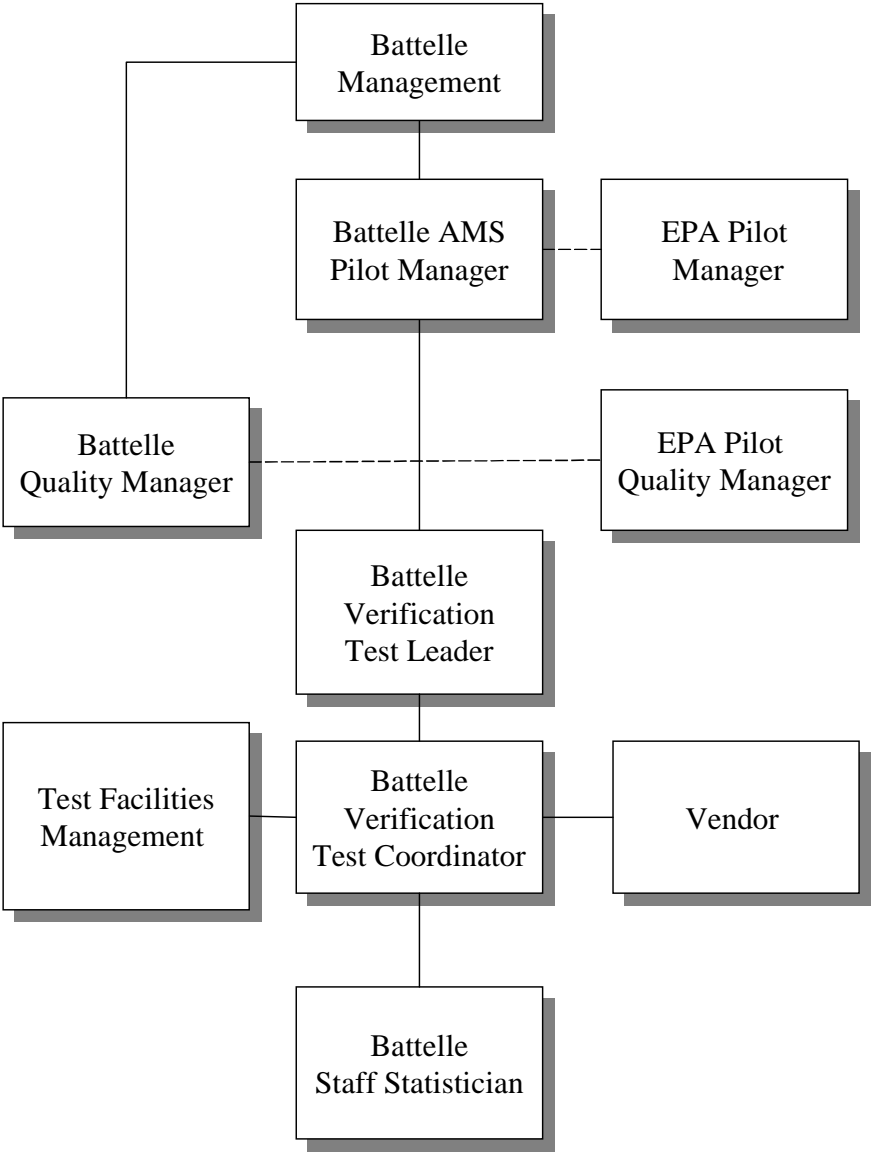 Battelle
Management
Battelle AMS
Pilot Manager
EPA Pilot
Manager
Battelle
Quality Manager
EPA Pilot
Quality Manager
Battelle
Verification
Test Leader
Test Facilities
Management
Battelle
Verification
Test Coordinator
Vendor
Battelle
Staff Statistician